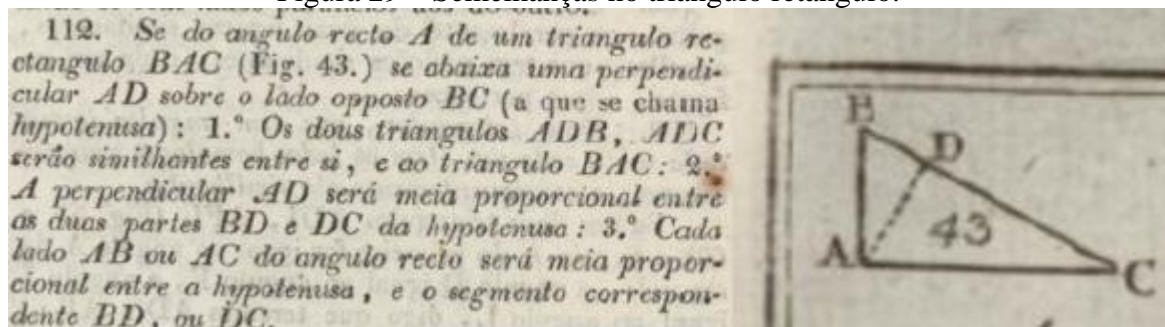 112. Se do angulo recto A de um triangulo re-
ctangulo BAC (Fig. 43.) se abaixa uma perpendi-
cular AD sobre o lado opposto BC (a que se chama
hypotenusa): 1.° Os dous triangulos ADB, ADC
serão similhantes entre si, e ao triangulo BAC: 2.°
A perpendicular AD será meia proporcional entre
as duas partes BD e DC da hypotenusa: 3.° Cada
lado AB ou AC do angulo recto será meia propor-
cional entre a hypotenusa, e o segmento correspon-
dente BD, ou DC.
B
D
43
A
C